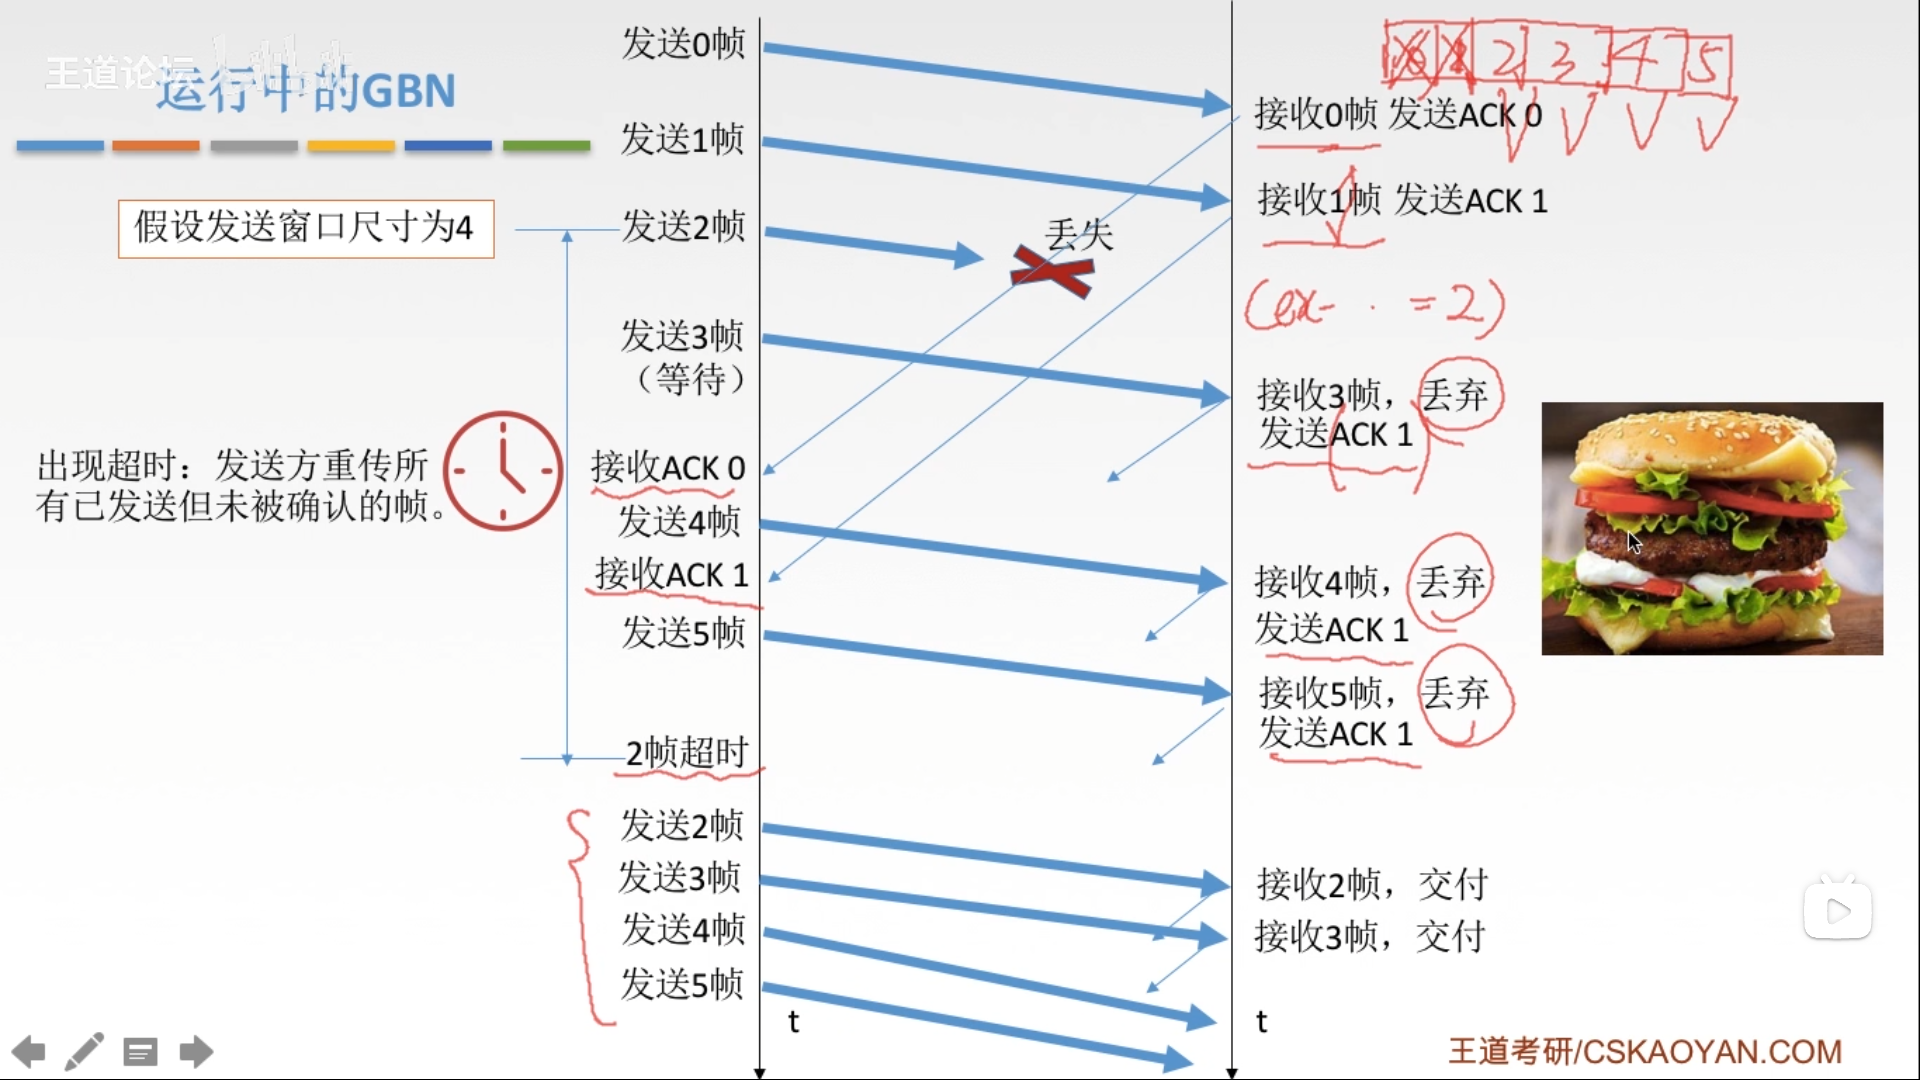 王道论坛
运行中的GBN
假设发送窗口尺寸为4
出现超时：发送方重传所
有已发送但未被确认的帧。
发送0帧
发送1帧
发送2帧
发送3帧
（等待）
接收ACK 0
发送4帧
接收ACK 1
发送5帧
2帧超时
发送2帧
发送3帧
发送4帧
发送5帧
丢失
t
2 3 4 5
接收0帧 发送ACK 0
接收1帧 发送ACK 1
(ex- · =2)
接收3帧，丢弃
发送ACK 1
接收4帧，丢弃
发送ACK 1
接收5帧，丢弃
发送ACK 1
接收2帧，交付
接收3帧，交付
t
王道考研/CSKAOYAN.COM